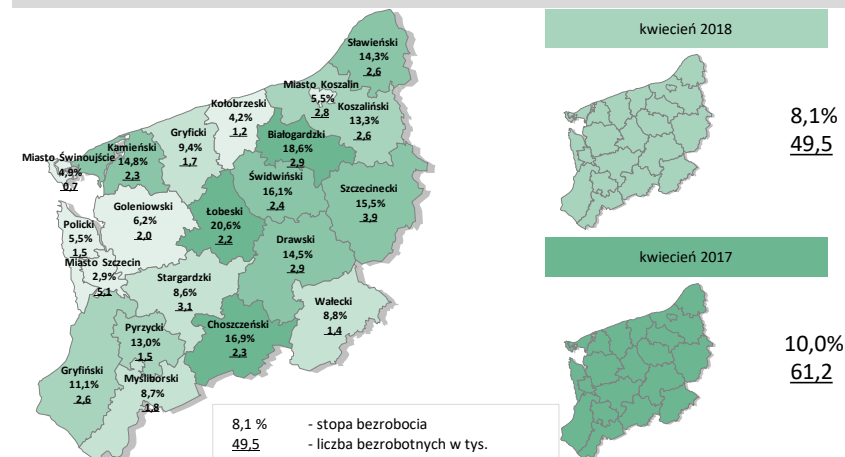 Sławieński
14,3%
2,6
Miasto Koszalin
5,5%
2,8
Koszaliński
13,3%
2,6
Kołobrzeski
4,2%
1,2
Białogardzki
18,6%
2,9
Gryficki
9,4%
1,7
Kamieński
14,8%
2,3
Miasto Świnoujście
4,9%
0,7
Świdwiński
16,1%
2,4
Szczecinecki
15,5%
3,9
Goleniowski
6,2%
2,0
Łobeski
20,6%
2,2
Policki
5,5%
1,5
Drawski
14,5%
2,9
Miasto Szczecin
2,9%
5,1
Stargardzki
8,6%
3,1
Wałecki
8,8%
1,4
Choszczeński
16,9%
2,3
Pyrzycki
13,0%
1,5
Gryfiński
11,1%
2,6
Myśliborski
8,7%
1,8
8,1 % - stopa bezrobocia
49,5 - liczba bezrobotnych w tys.
kwiecień 2018
8,1%
49,5
kwiecień 2017
10,0%
61,2